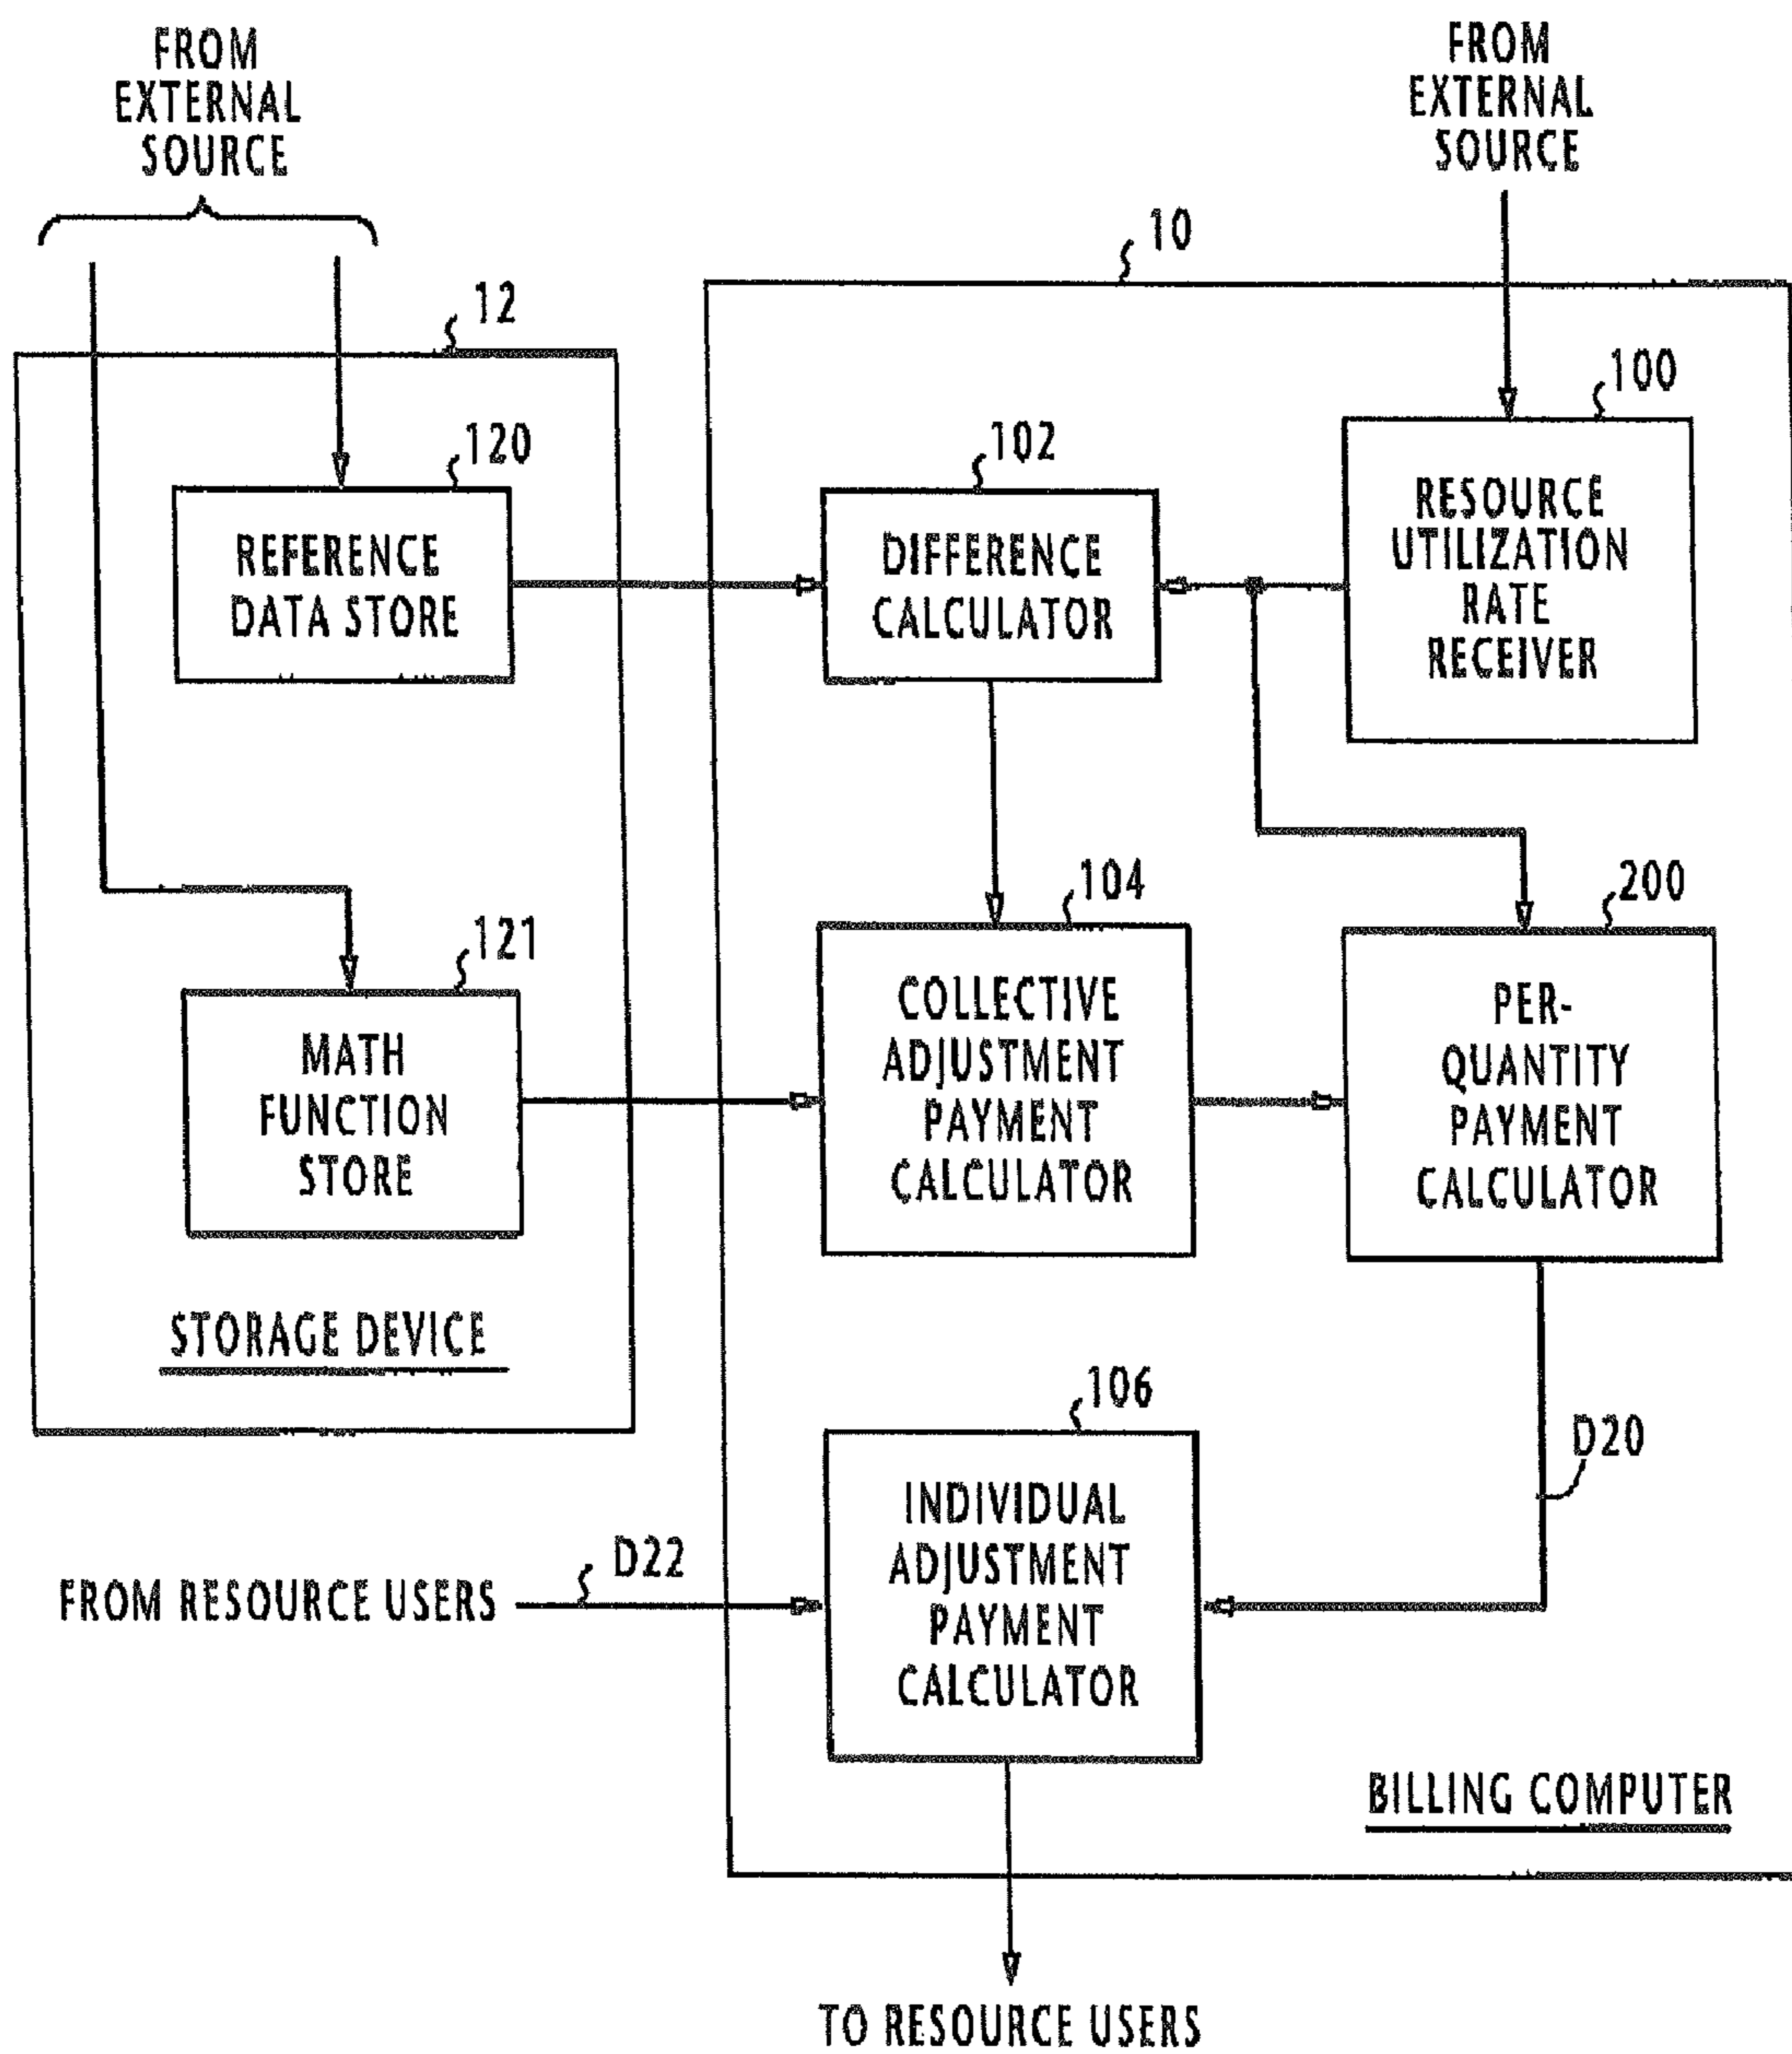 FROM
EXTERNAL
SOURCE
FROM
EXTERNAL
SOURCE
10
12
100
120
102
REFERENCE
DATA STORE
DIFFERENCE
CALCULATOR
RESOURCE
UTILIZATION
RATE
RECEIVER
104
200
121
MATH
FUNCTION
STORE
COLLECTIVE
ADJUSTMENT
PAYMENT
CALCULATOR
PER-
QUANTITY
PAYMENT
CALCULATOR
STORAGE DEVICE
106
D20
INDIVIDUAL
ADJUSTMENT
PAYMENT
CALCULATOR
D22
FROM RESOURCE USERS
BILLING COMPUTER
TO RESOURCE USERS